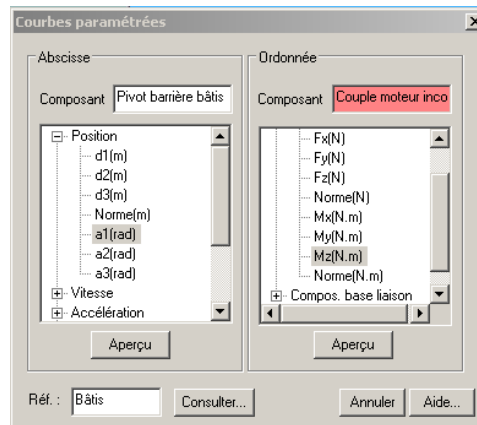 Courbes paramétrées
Abscisse
Composant Pivot barrière bâtis
Position
d1(m)
d2(m)
d3(m)
Norme(m)
a1(rad)
a2(rad)
a3(rad)
Vitesse
Accélération
Aperçu
Ordonnée
Composant Couple moteur inco
Fx(N)
Fy(N)
Fz(N)
Norme(N)
Mx(N.m)
My(N.m)
Mz(N.m)
Norme(N.m)
Compos. base liaison
Aperçu
Réf. : Bâtis Consulter... Annuler Aide...